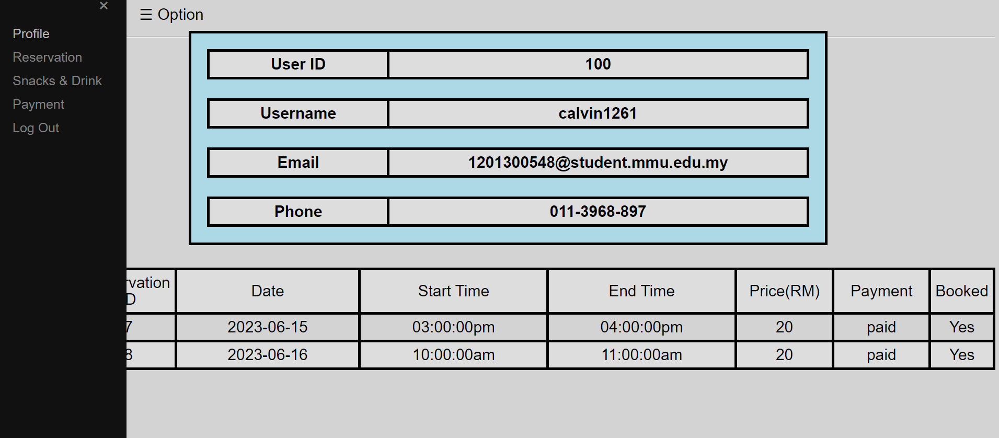 ×
☰ Option
Profile
Reservation
Snacks & Drink
Payment
Log Out
User ID 100
Username calvin1261
Email 1201300548@student.mmu.edu.my
Phone 011-3968-897
rvation Date Start Time End Time Price(RM) Payment Booked
D
7 2023-06-15 03:00:00pm 04:00:00pm 20 paid Yes
8 2023-06-16 10:00:00am 11:00:00am 20 paid Yes